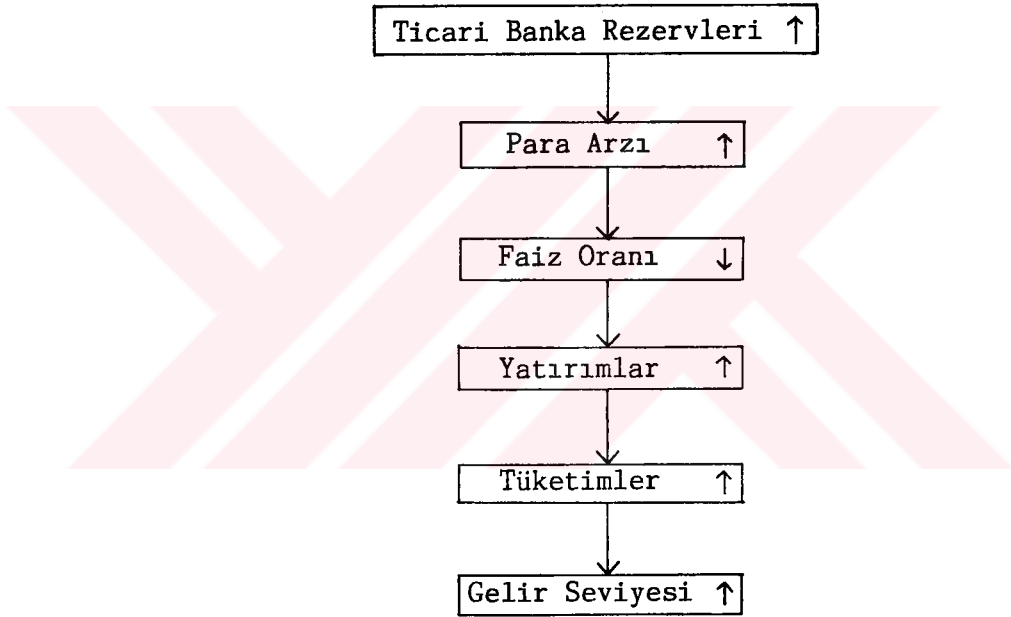 Ticari Banka Rezervleri ↑
Para Arzı ↑
Faiz Oranı ↓
Yatırımlar ↑
Tüketimler ↑
Gelir Seviyesi ↑